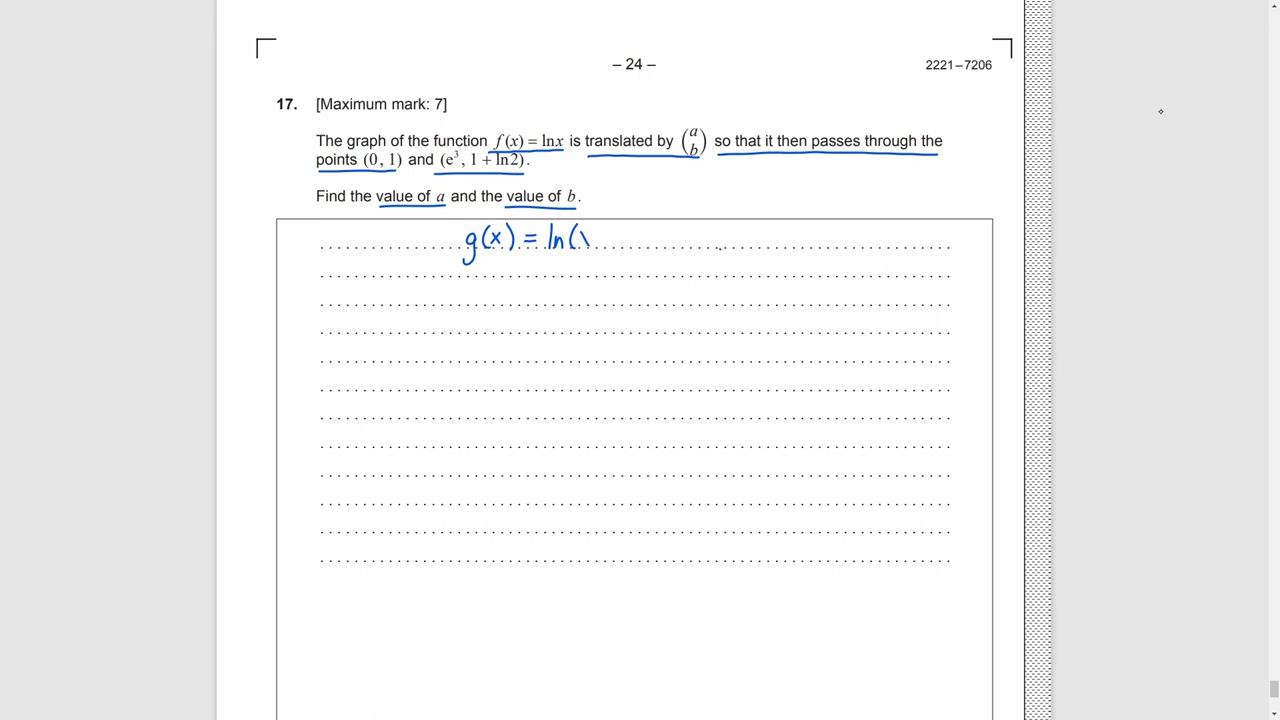 – 24 –
2221–7206
17. [Maximum mark: 7]
The graph of the function f(x) = lnx is translated by (a b) so that it then passes through the
points (0, 1) and (e³, 1 + ln2).
Find the value of a and the value of b.
g(x) = ln(